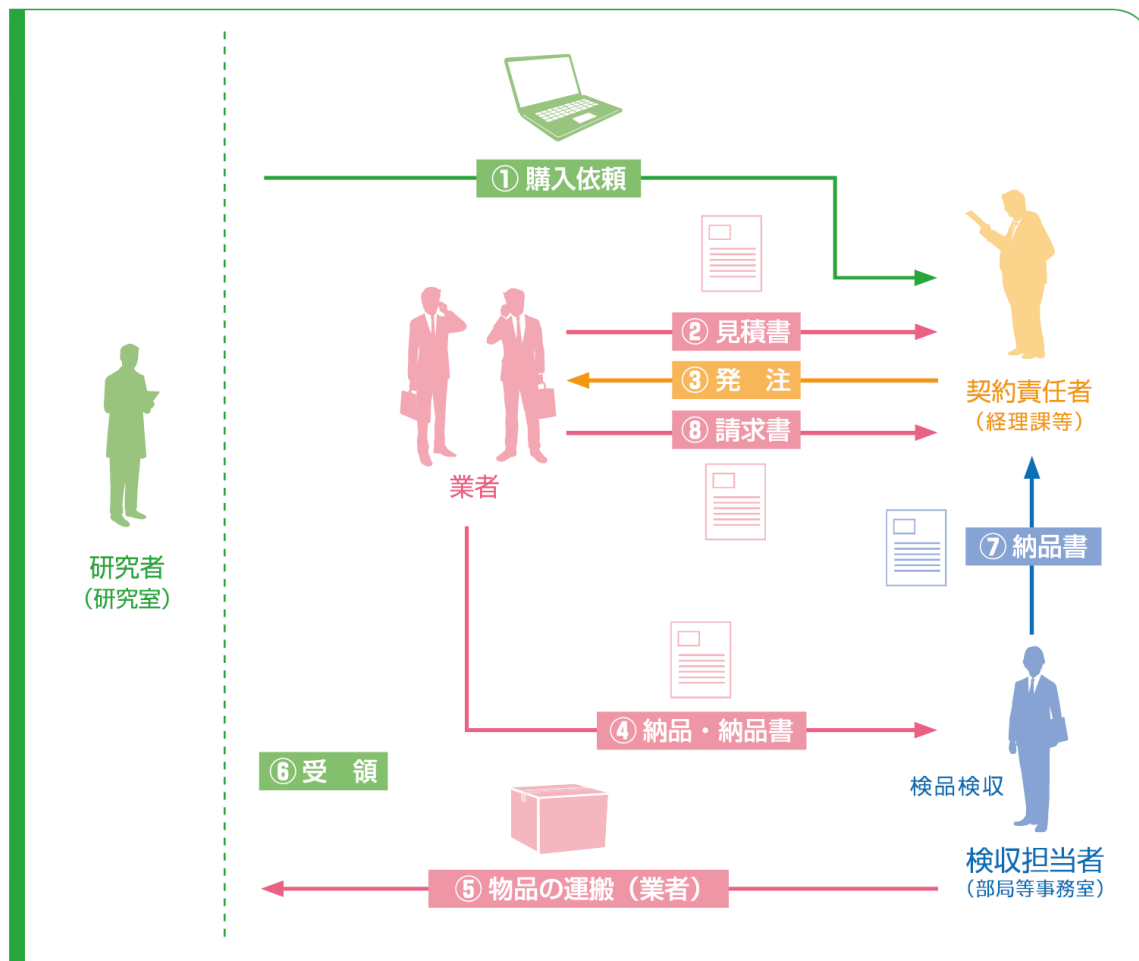 ① 購入依頼
② 見積書
③ 発　注
契約責任者
（経理課等）
⑧ 請求書
業者
⑦ 納品書
研究者
（研究室）
④ 納品・納品書
⑥ 受　領
検品検収
検収担当者
（部局等事務室）
⑤ 物品の運搬（業者）